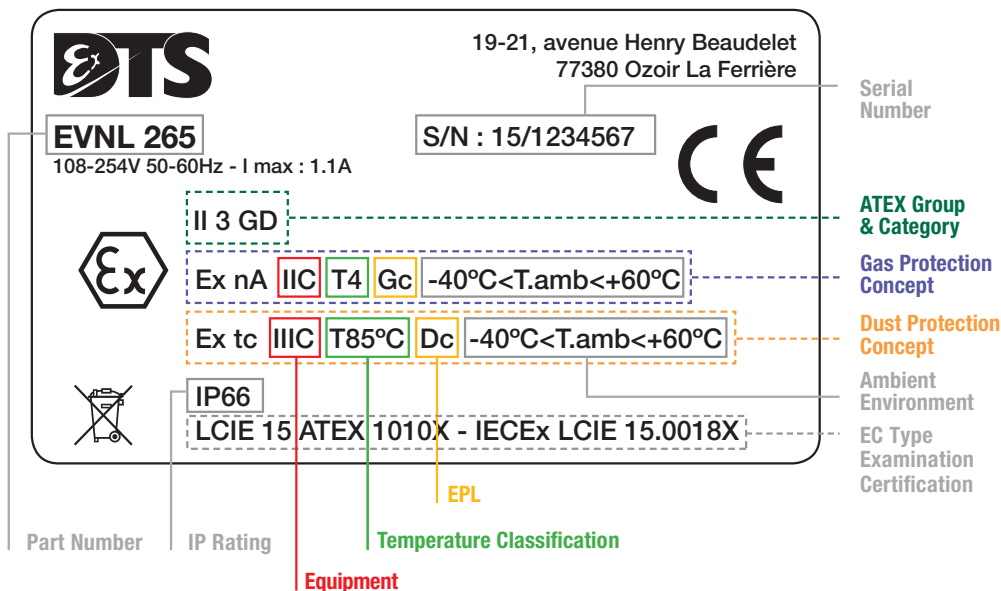 Ex DTS
19-21, avenue Henry Beaudelet
77380 Ozoir La Ferrière
EVNL 265
S/N : 15/1234567
108-254V 50-60Hz - I max : 1.1A
CE
II 3 GD
Ex
Ex nA IIC T4 Gc -40ºC<T.amb<+60ºC
Ex tc IIIC T85ºC Dc -40ºC<T.amb<+60ºC
IP66
LCIE 15 ATEX 1010X - IECEx LCIE 15.0018X
Serial
Number
ATEX Group
& Category
Gas Protection
Concept
Dust Protection
Concept
Ambient
Environment
EC Type
Examination
Certification
EPL
Part Number
IP Rating
Temperature Classification
Equipment